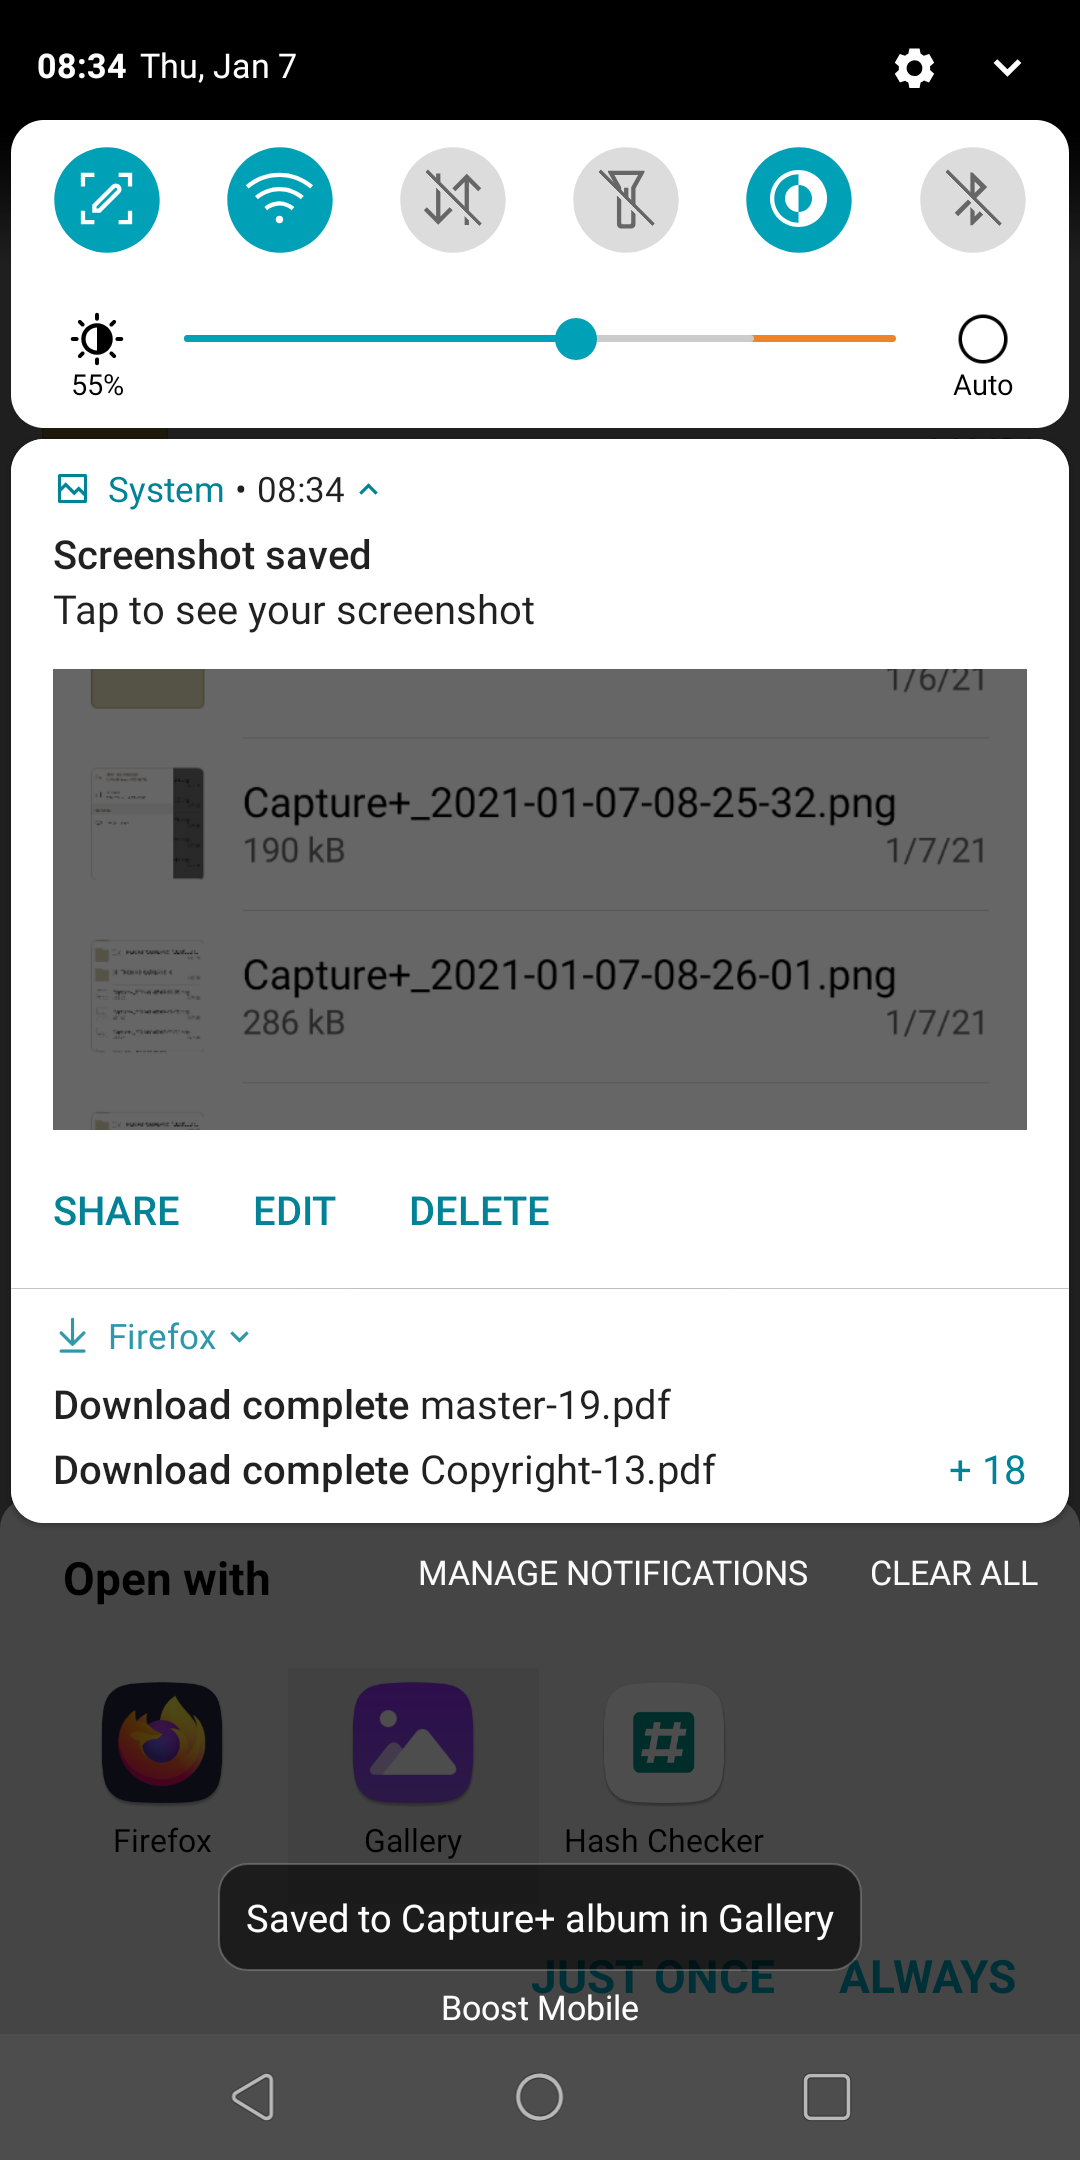 08:34 Thu, Jan 7
55%
Auto
System • 08:34
Screenshot saved
Tap to see your screenshot
1/6/21
Capture+_2021-01-07-08-25-32.png
190 kB 1/7/21
Capture+_2021-01-07-08-26-01.png
286 kB 1/7/21
SHARE EDIT DELETE
Firefox
Download complete master-19.pdf
Download complete Copyright-13.pdf + 18
Open with MANAGE NOTIFICATIONS CLEAR ALL
Firefox Gallery Hash Checker
Saved to Capture+ album in Gallery
JUST ONCE ALWAYS
Boost Mobile